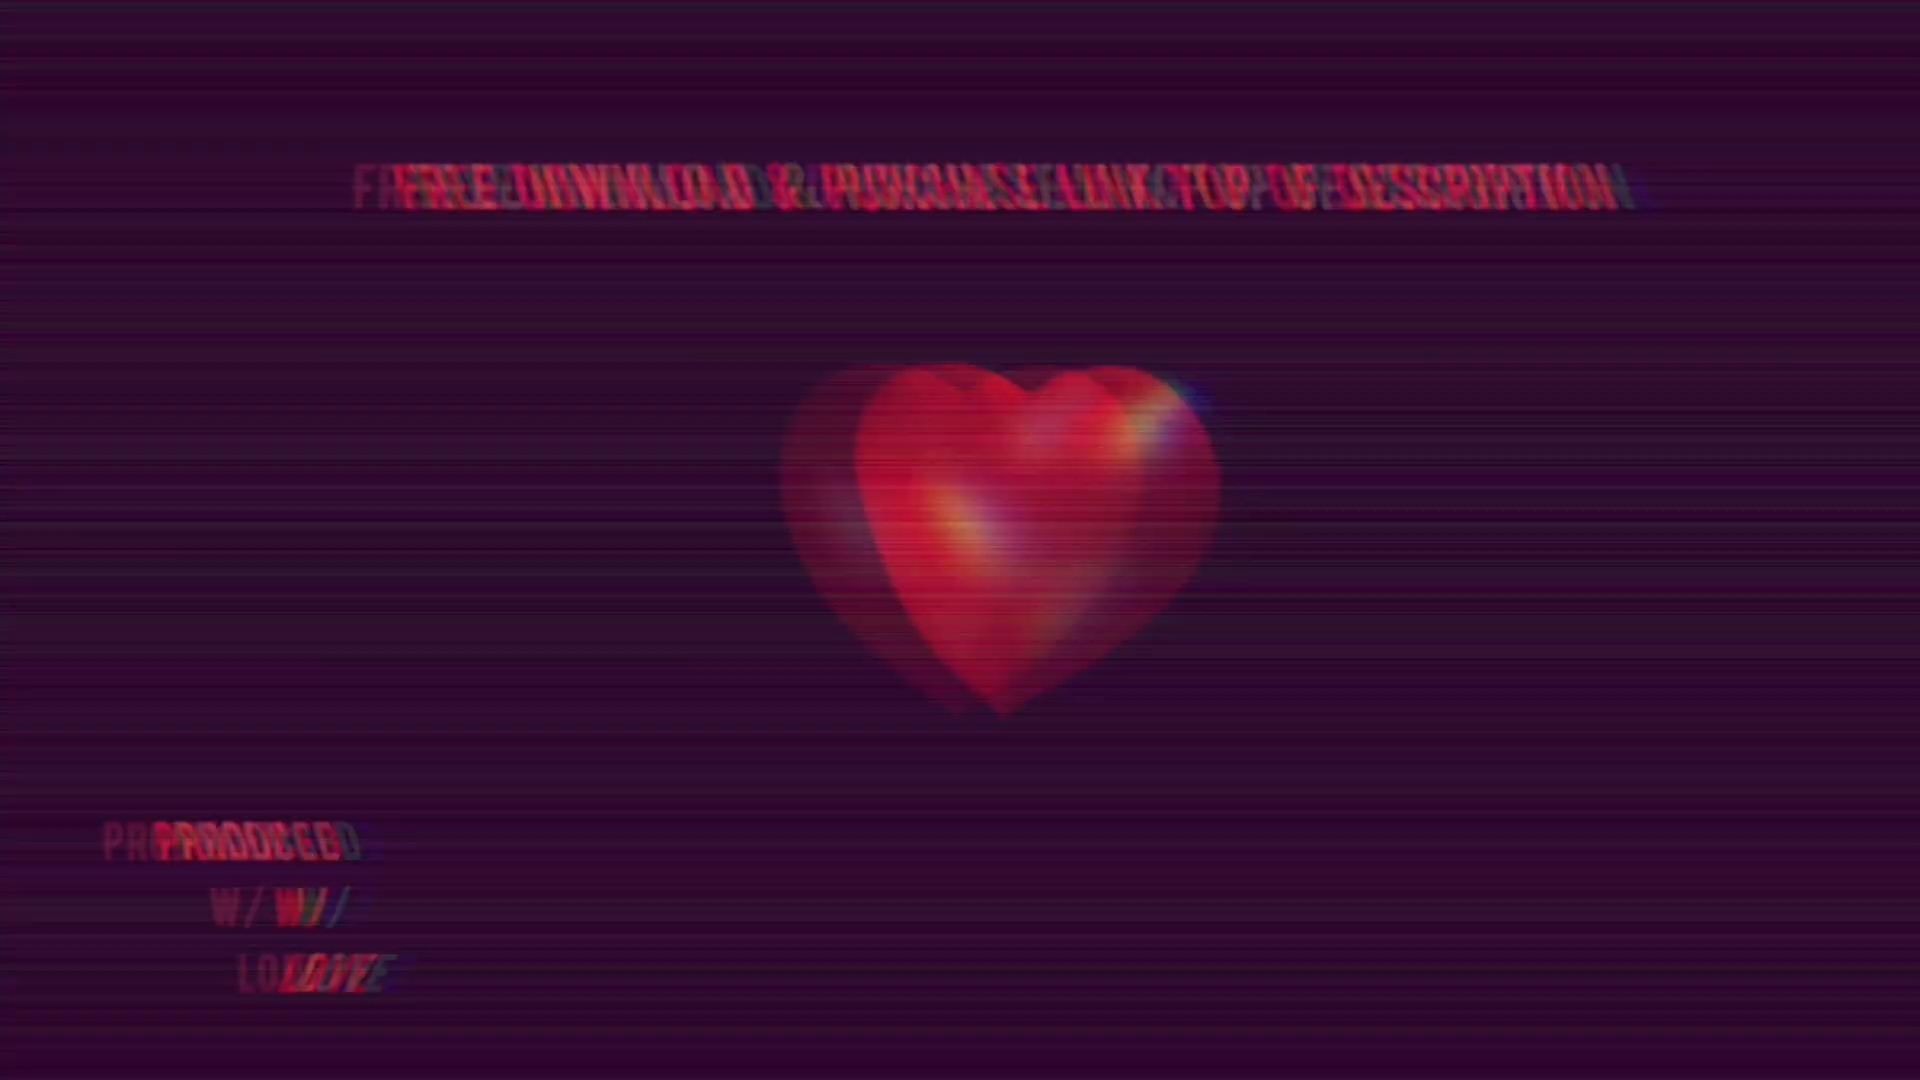 FREE DOWNLOAD & PURCHASE LINK TOP OF DESCRIPTION
PRODUCED
W/
LOVE